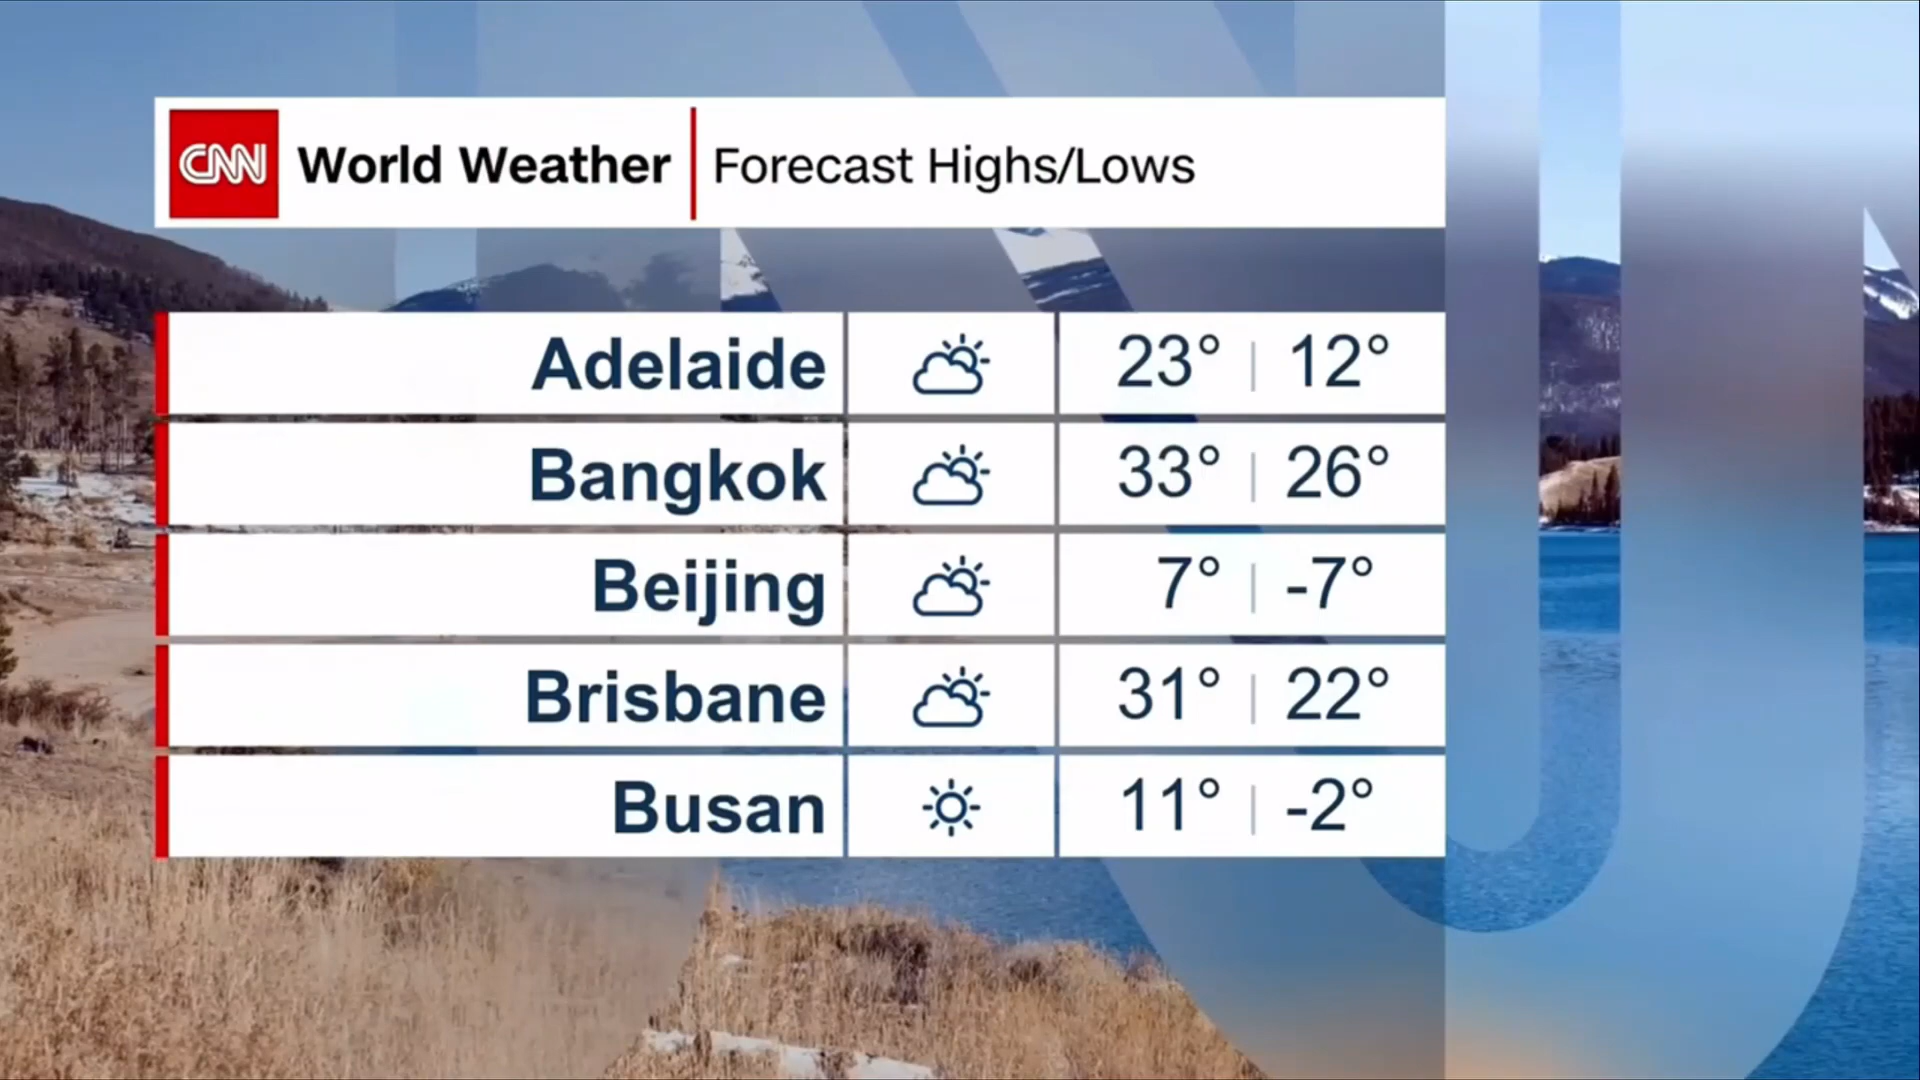 CNN World Weather Forecast Highs/Lows
Adelaide 23° 12°
Bangkok 33° 26°
Beijing 7° -7°
Brisbane 31° 22°
Busan 11° -2°